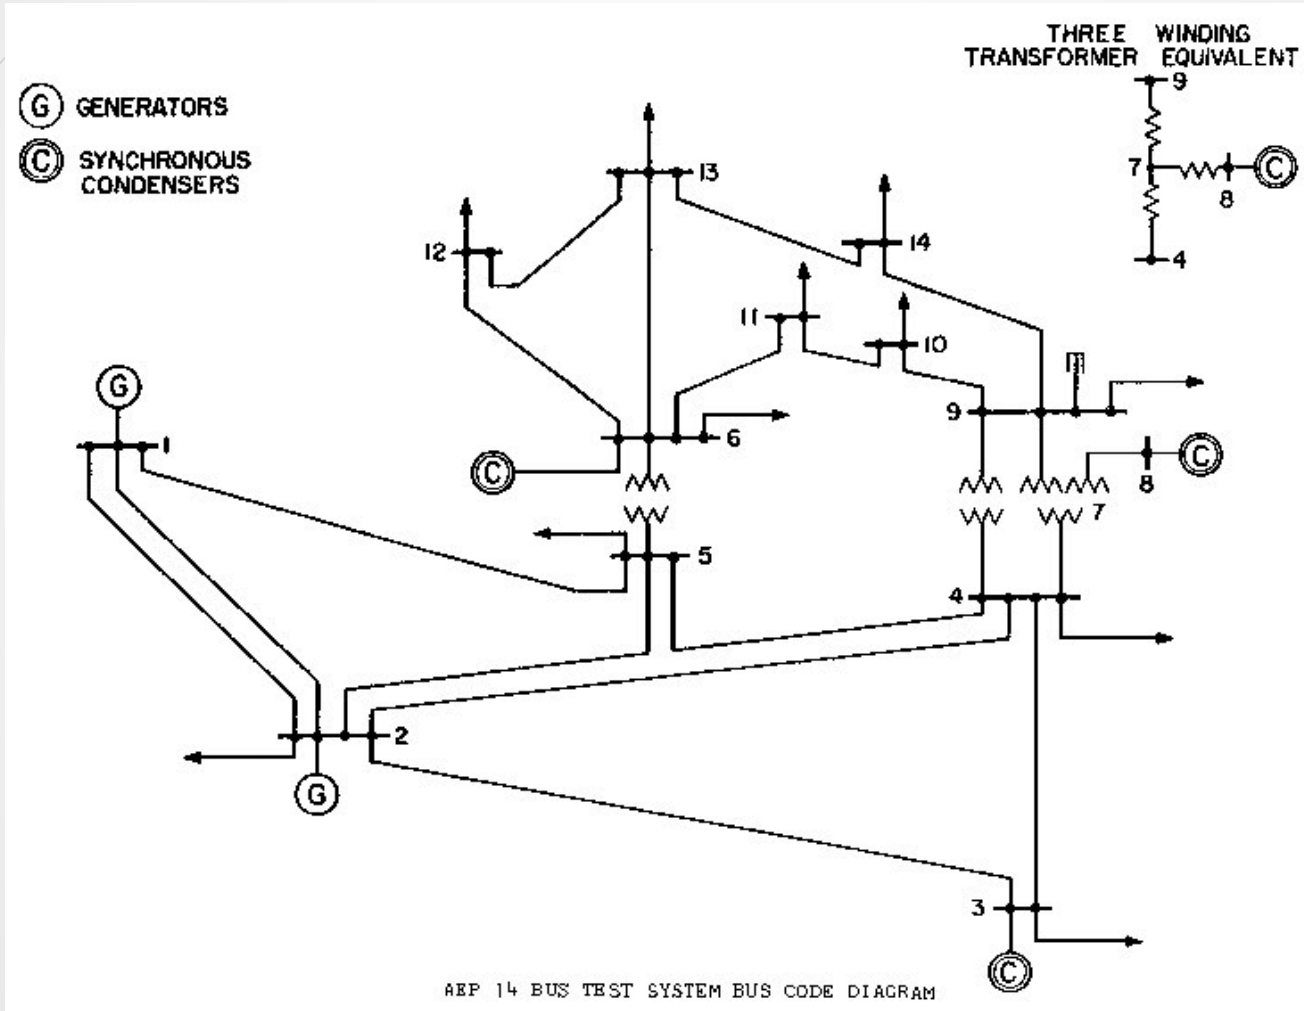 THREE WINDING
TRANSFORMER EQUIVALENT
9
7
C
8
4
G GENERATORS
C SYNCHRONOUS
CONDENSERS
13
12
14
11
10
G
9
1
6
C
8
C
7
5
4
2
G
3
C
AEP 14 BUS TEST SYSTEM BUS CODE DIAGRAM